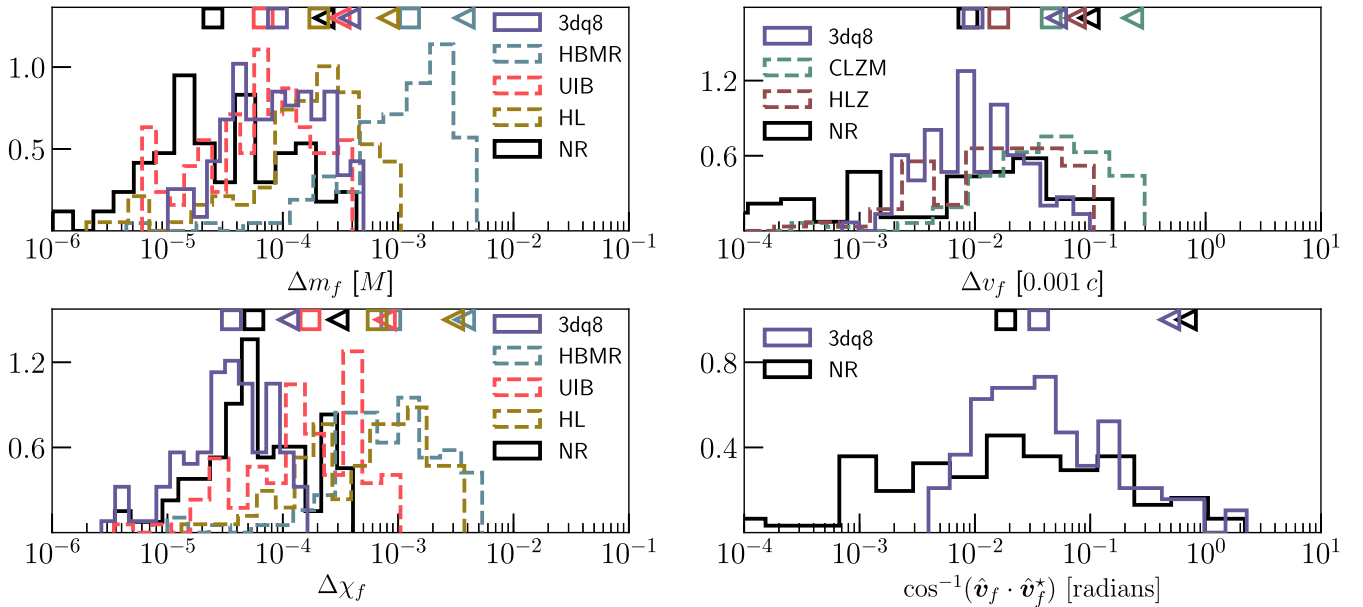 1.0
0.5
3dq8
HBMR
UIB
HL
NR
10^{-6} 10^{-5} 10^{-4} 10^{-3} 10^{-2} 10^{-1}
Δm_f [M]
1.2
0.6
3dq8
CLZM
HLZ
NR
10^{-4} 10^{-3} 10^{-2} 10^{-1} 10^{0} 10^{1}
Δv_f [0.001 c]
1.2
0.6
3dq8
HBMR
UIB
HL
NR
10^{-6} 10^{-5} 10^{-4} 10^{-3} 10^{-2} 10^{-1}
Δχ_f
0.8
0.4
3dq8
NR
10^{-4} 10^{-3} 10^{-2} 10^{-1} 10^{0} 10^{1}
cos^{-1}(v̂_f · v̂_f^⋆) [radians]